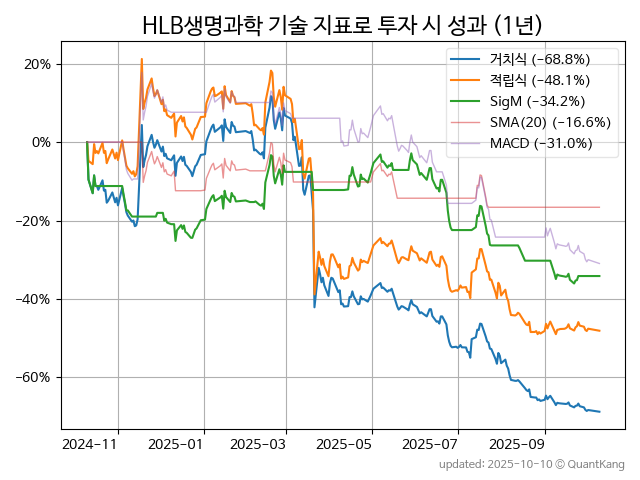 HLB생명과학 기술 지표로 투자 시 성과 (1년)
거치식 (−68.8%)
적립식 (−48.1%)
SigM (−34.2%)
SMA(20) (−16.6%)
MACD (−31.0%)
20%
0%
−20%
−40%
−60%
2024−11 2025−01 2025−03 2025−05 2025−07 2025−09
updated: 2025-10-10 © QuantKang